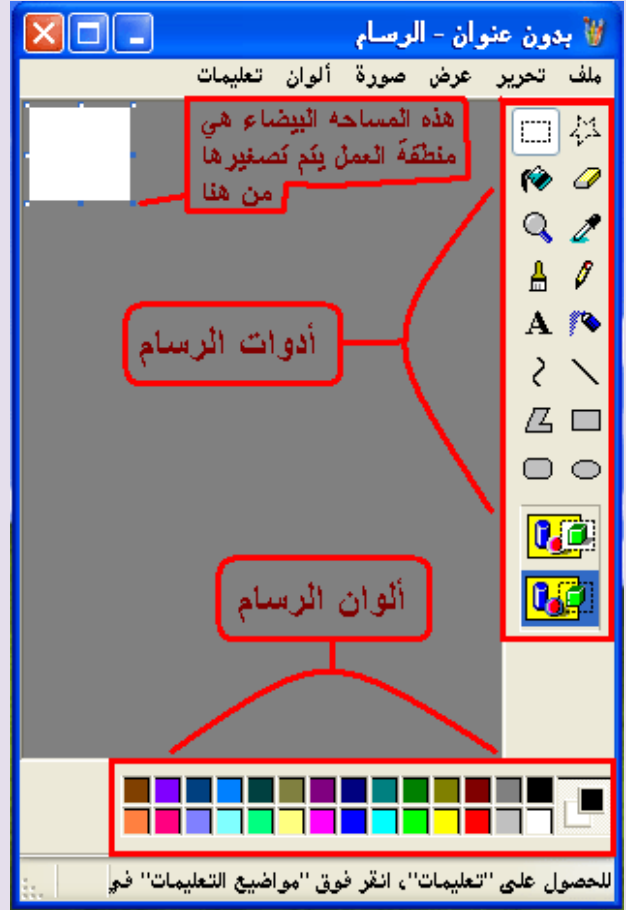 بدون عنوان - الرسام
ملف تحرير عرض صورة ألوان تعليمات
هذه المساحه البيضاء هي
منطقة العمل يتم تصغيرها
من هنا
أدوات الرسام
A
ألوان الرسام
للحصول على "تعليمات"، انقر فوق "مواضيع التعليمات" في